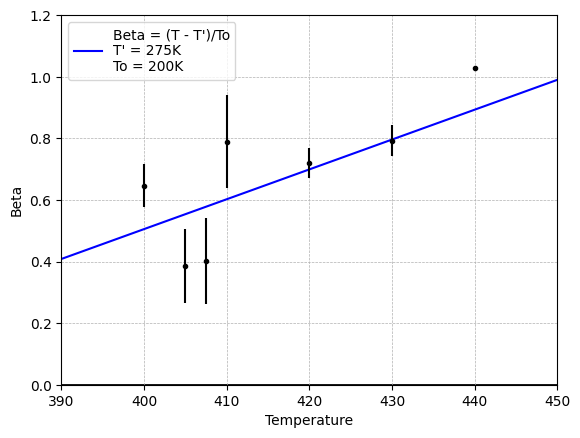 1.2
Beta = (T - T')/To
T' = 275K
To = 200K
1.0
0.8
0.6
0.4
0.2
0.0
Beta
390 400 410 420 430 440 450
Temperature